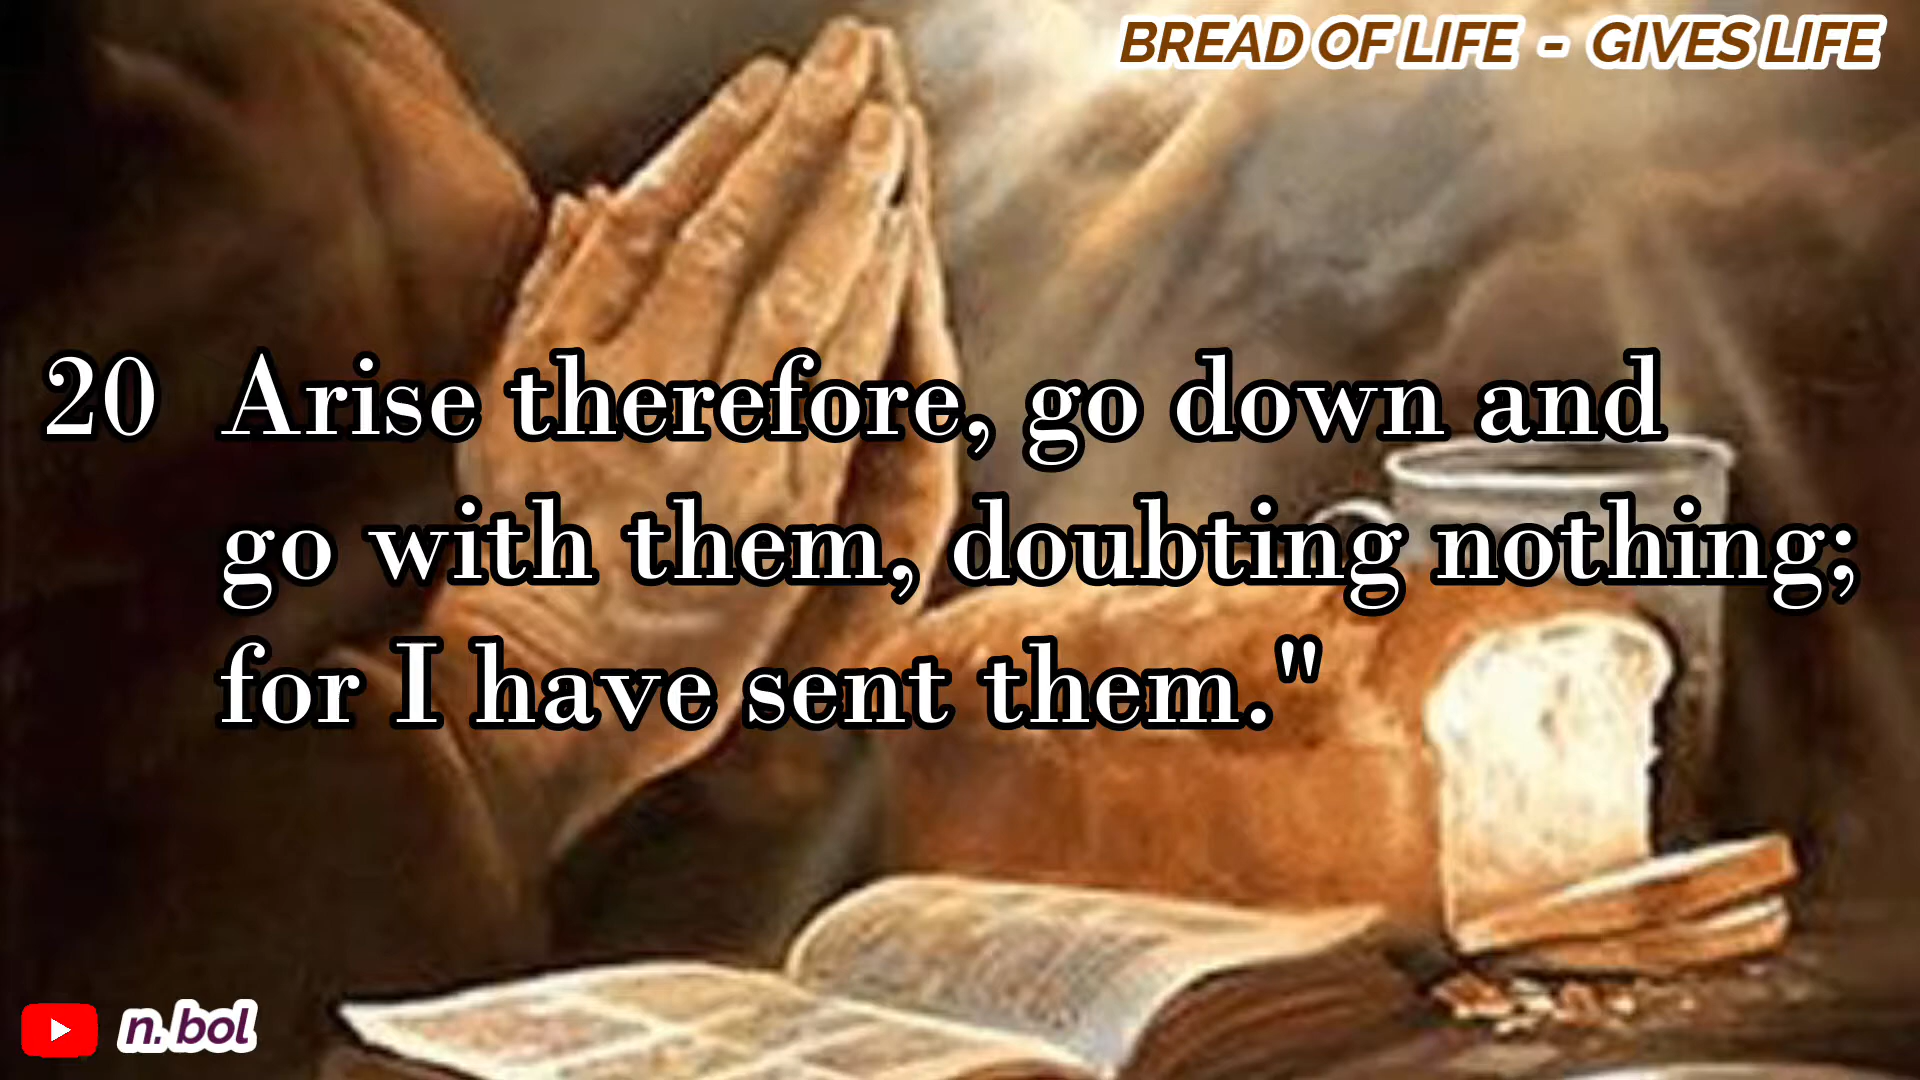 BREAD OF LIFE - GIVES LIFE
20 Arise therefore, go down and
go with them, doubting nothing;
for I have sent them."
n. bol